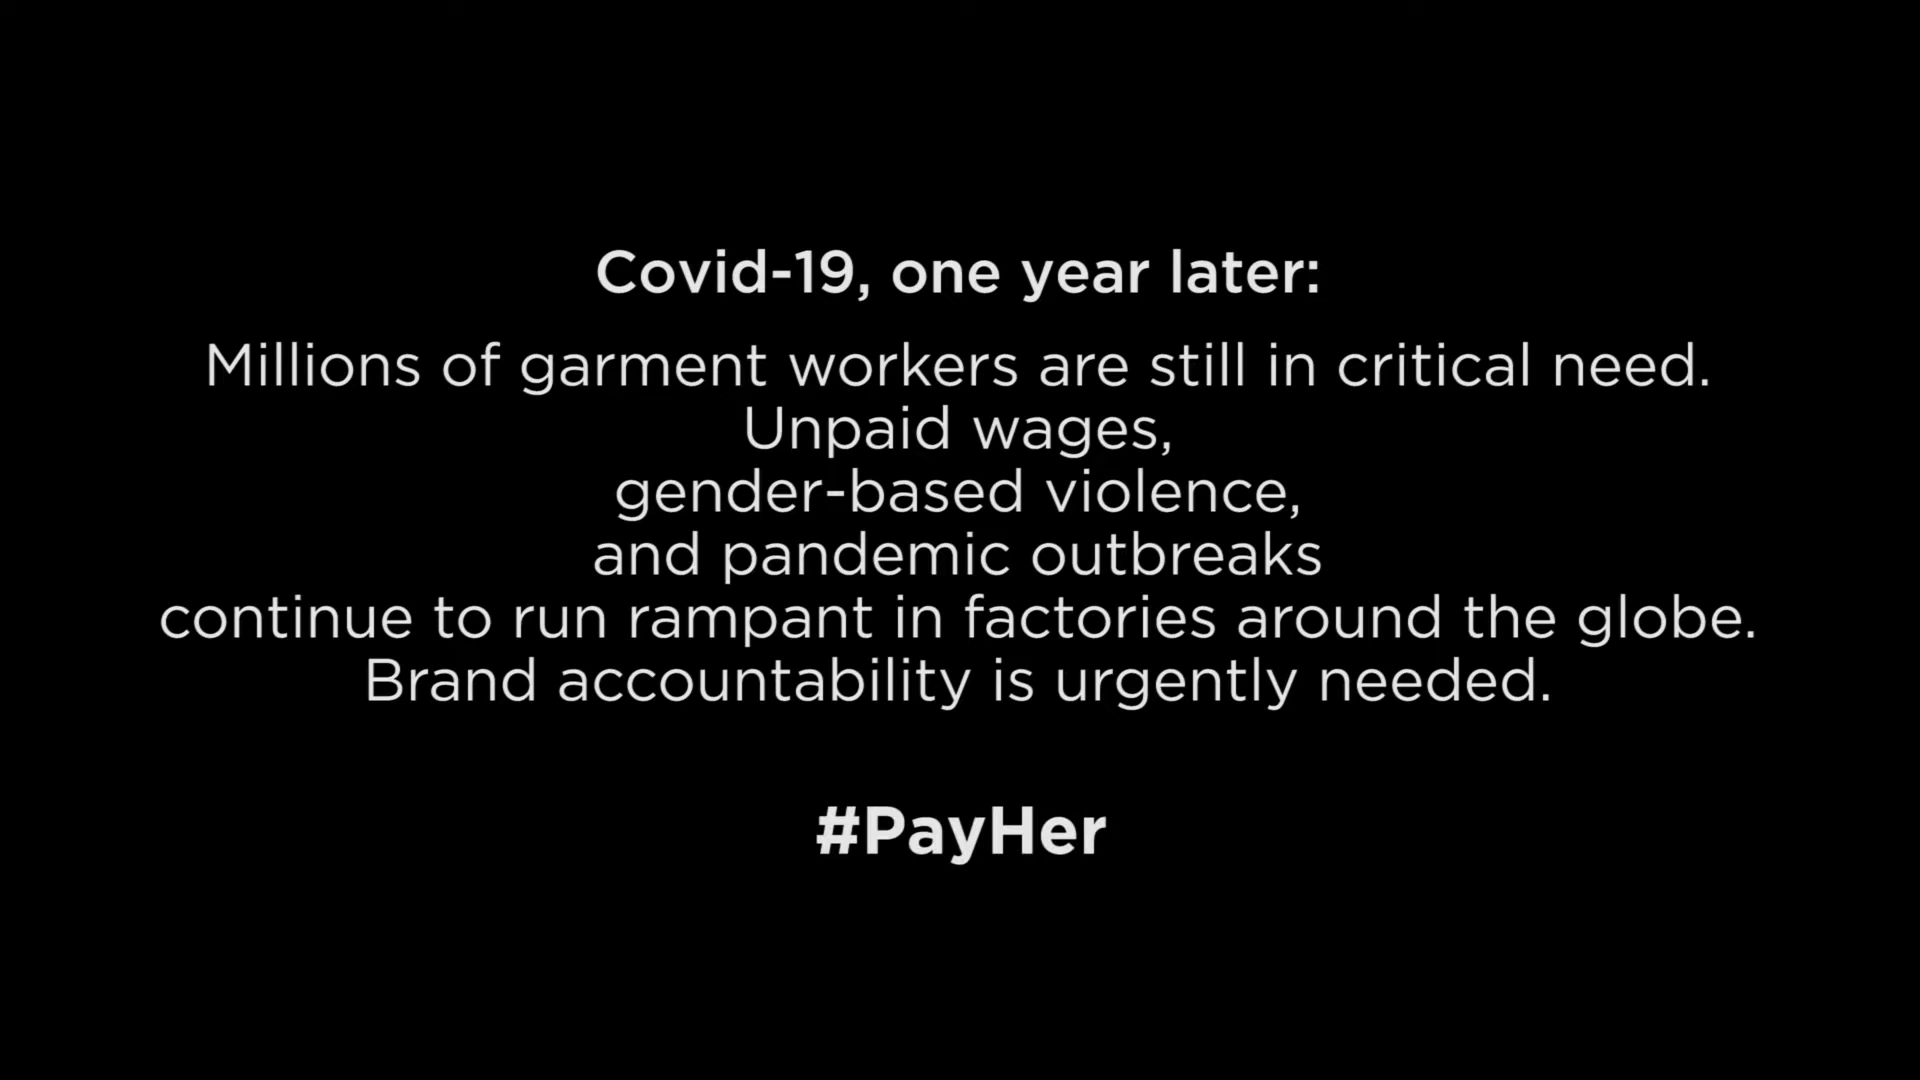 Covid-19, one year later:
Millions of garment workers are still in critical need.
Unpaid wages,
gender-based violence,
and pandemic outbreaks
continue to run rampant in factories around the globe.
Brand accountability is urgently needed.
#PayHer